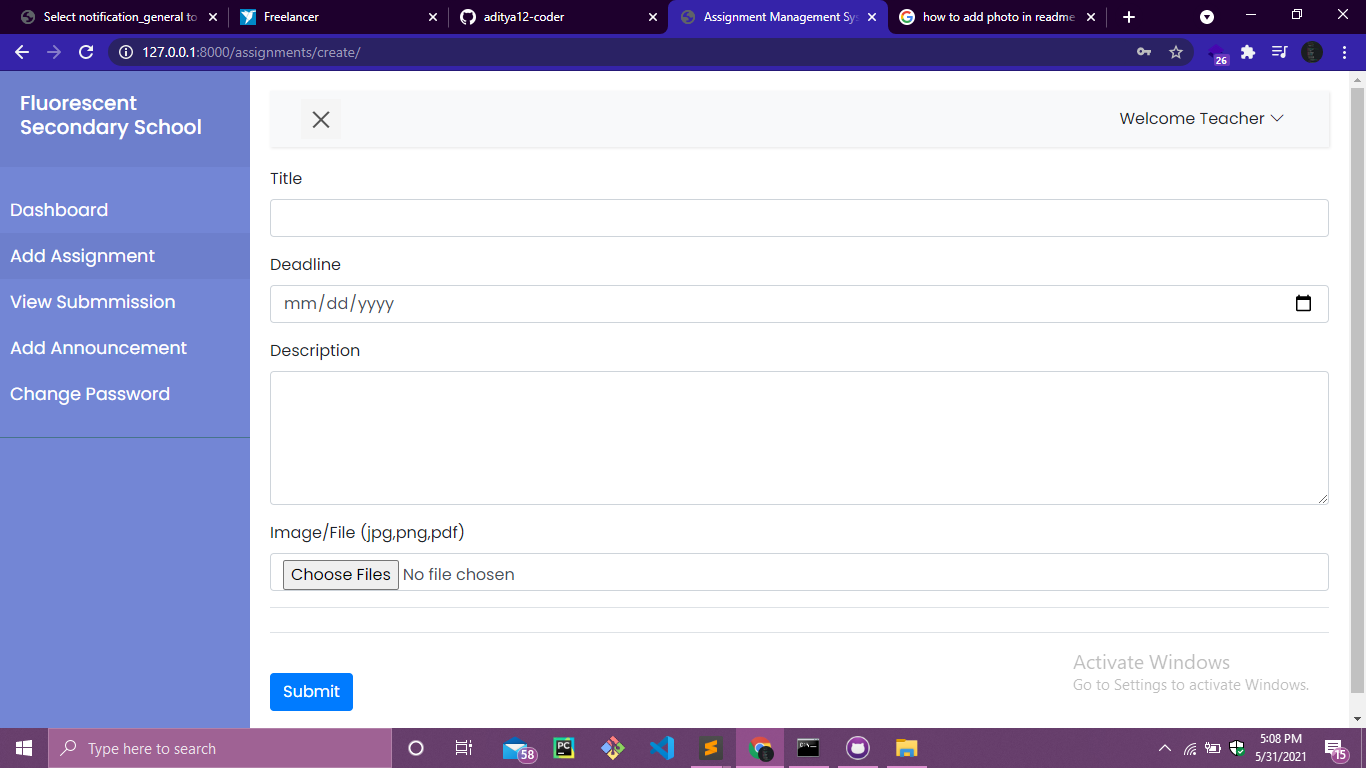 Select notification_general to
Freelancer
aditya12-coder
Assignment Management Sys
how to add photo in readme
127.0.0.1:8000/assignments/create/
26
Fluorescent
Secondary School
Welcome Teacher
Dashboard
Add Assignment
View Submmission
Add Announcement
Change Password
Title
Deadline
mm/dd/yyyy
Description
Image/File (jpg,png,pdf)
Choose Files No file chosen
Submit
Activate Windows
Go to Settings to activate Windows.
Type here to search
58
PC
5:08 PM
5/31/2021
15